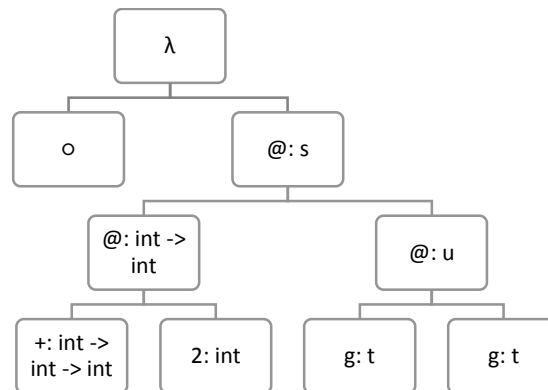 λ
○
@: s
@: int ->
int
@: u
+: int ->
int -> int
2: int
g: t
g: t